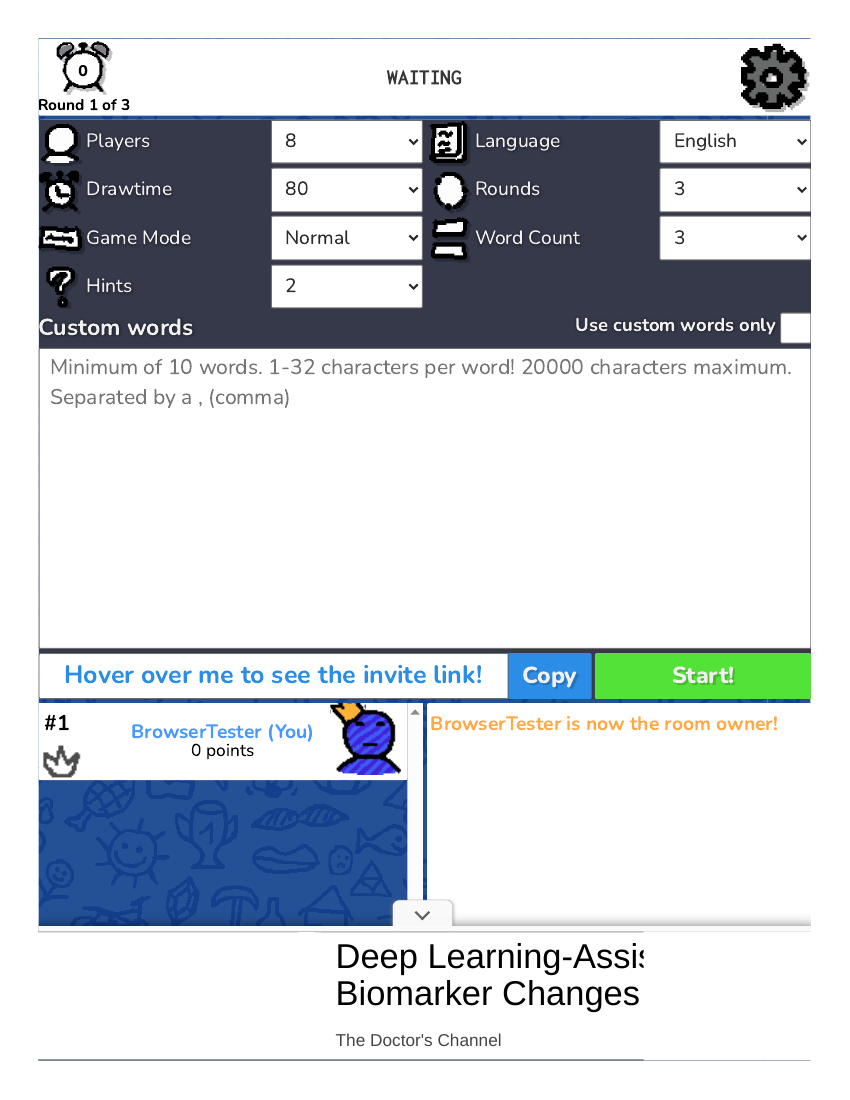 0
WAITING
Round 1 of 3
Players 8 Language English
Drawtime 80 Rounds 3
Game Mode Normal Word Count 3
Hints 2
Custom words Use custom words only
Minimum of 10 words. 1-32 characters per word! 20000 characters maximum.
Separated by a , (comma)
Hover over me to see the invite link! Copy Start!
#1 BrowserTester (You)
0 points
BrowserTester is now the room owner!
Deep Learning-Assis
Biomarker Changes
The Doctor's Channel